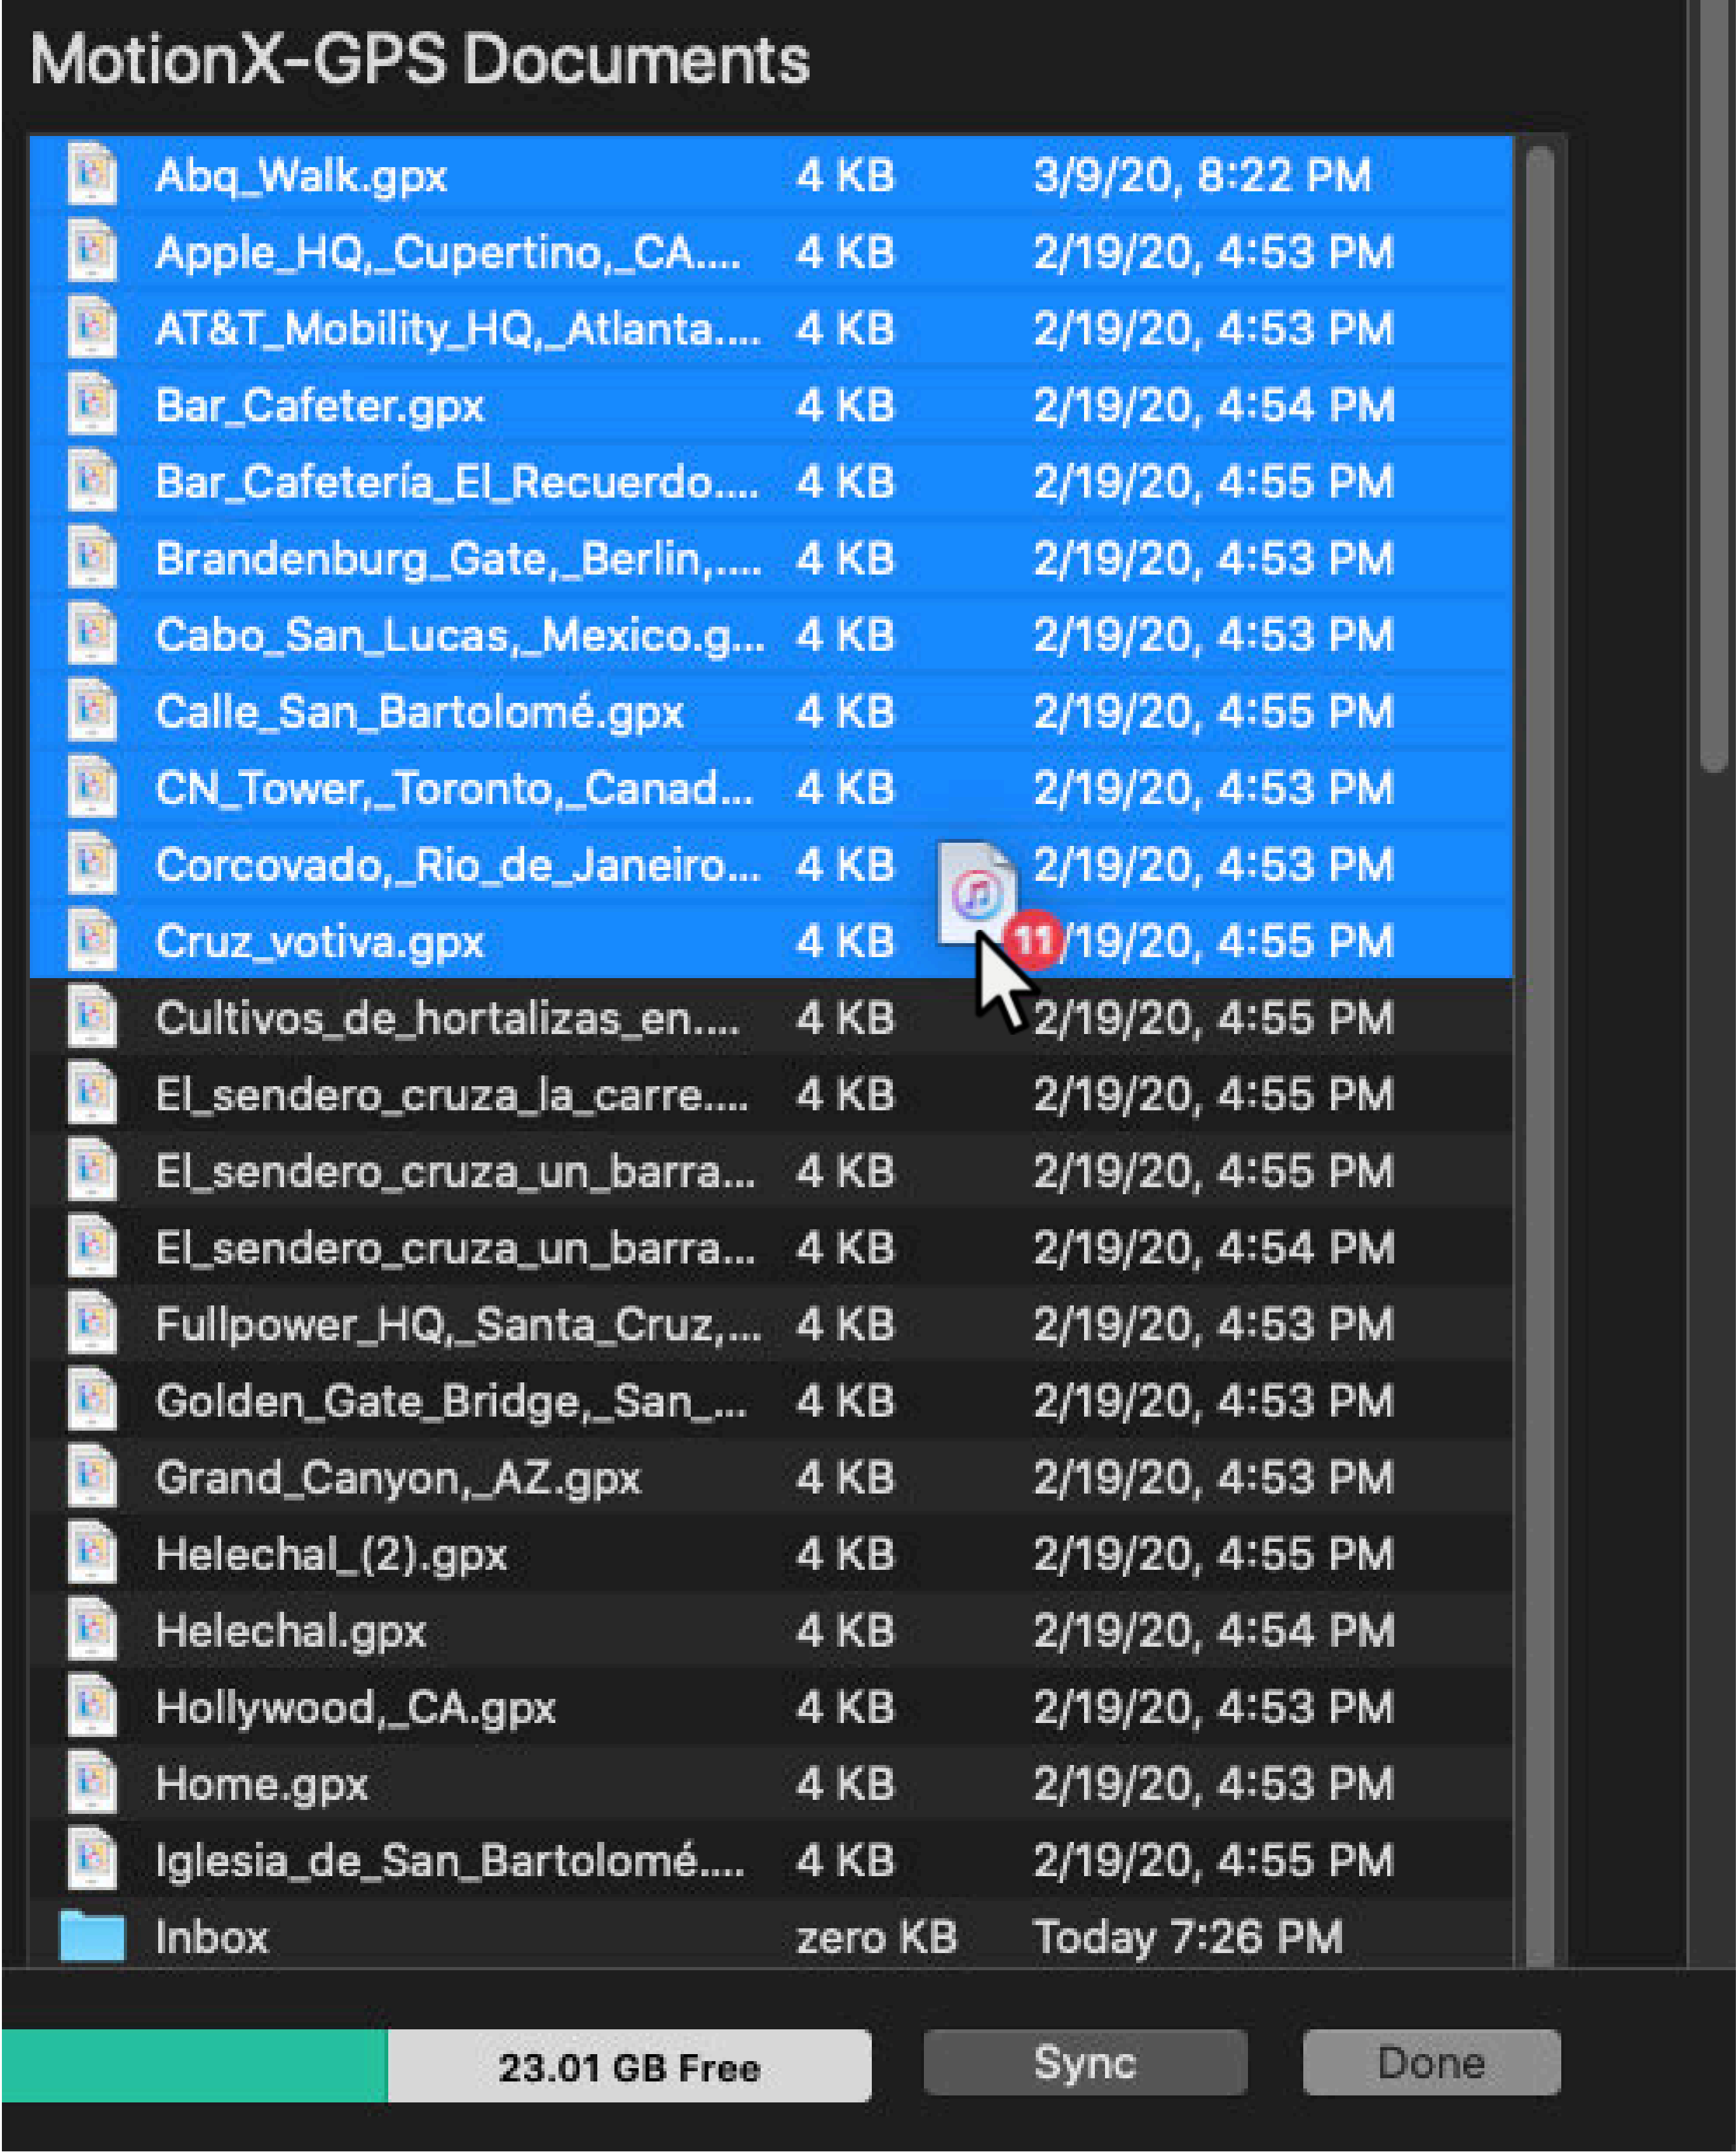 MotionX-GPS Documents
Abq_Walk.gpx 4 KB 3/9/20, 8:22 PM
Apple_HQ,_Cupertino,_CA.... 4 KB 2/19/20, 4:53 PM
AT&T_Mobility_HQ,_Atlanta.... 4 KB 2/19/20, 4:53 PM
Bar_Cafeter.gpx 4 KB 2/19/20, 4:54 PM
Bar_Cafetería_El_Recuerdo.... 4 KB 2/19/20, 4:55 PM
Brandenburg_Gate,_Berlin,.... 4 KB 2/19/20, 4:53 PM
Cabo_San_Lucas,_Mexico.g... 4 KB 2/19/20, 4:53 PM
Calle_San_Bartolomé.gpx 4 KB 2/19/20, 4:55 PM
CN_Tower,_Toronto,_Canad... 4 KB 2/19/20, 4:53 PM
Corcovado,_Rio_de_Janeiro... 4 KB 2/19/20, 4:53 PM
Cruz_votiva.gpx 4 KB 11 /19/20, 4:55 PM
Cultivos_de_hortalizas_en.... 4 KB 2/19/20, 4:55 PM
El_sendero_cruza_la_carre.... 4 KB 2/19/20, 4:55 PM
El_sendero_cruza_un_barra... 4 KB 2/19/20, 4:55 PM
El_sendero_cruza_un_barra... 4 KB 2/19/20, 4:54 PM
Fullpower_HQ,_Santa_Cruz,... 4 KB 2/19/20, 4:53 PM
Golden_Gate_Bridge,_San_... 4 KB 2/19/20, 4:53 PM
Grand_Canyon,_AZ.gpx 4 KB 2/19/20, 4:53 PM
Helechal_(2).gpx 4 KB 2/19/20, 4:55 PM
Helechal.gpx 4 KB 2/19/20, 4:54 PM
Hollywood,_CA.gpx 4 KB 2/19/20, 4:53 PM
Home.gpx 4 KB 2/19/20, 4:53 PM
Iglesia_de_San_Bartolomé.... 4 KB 2/19/20, 4:55 PM
Inbox zero KB Today 7:26 PM
23.01 GB Free Sync Done